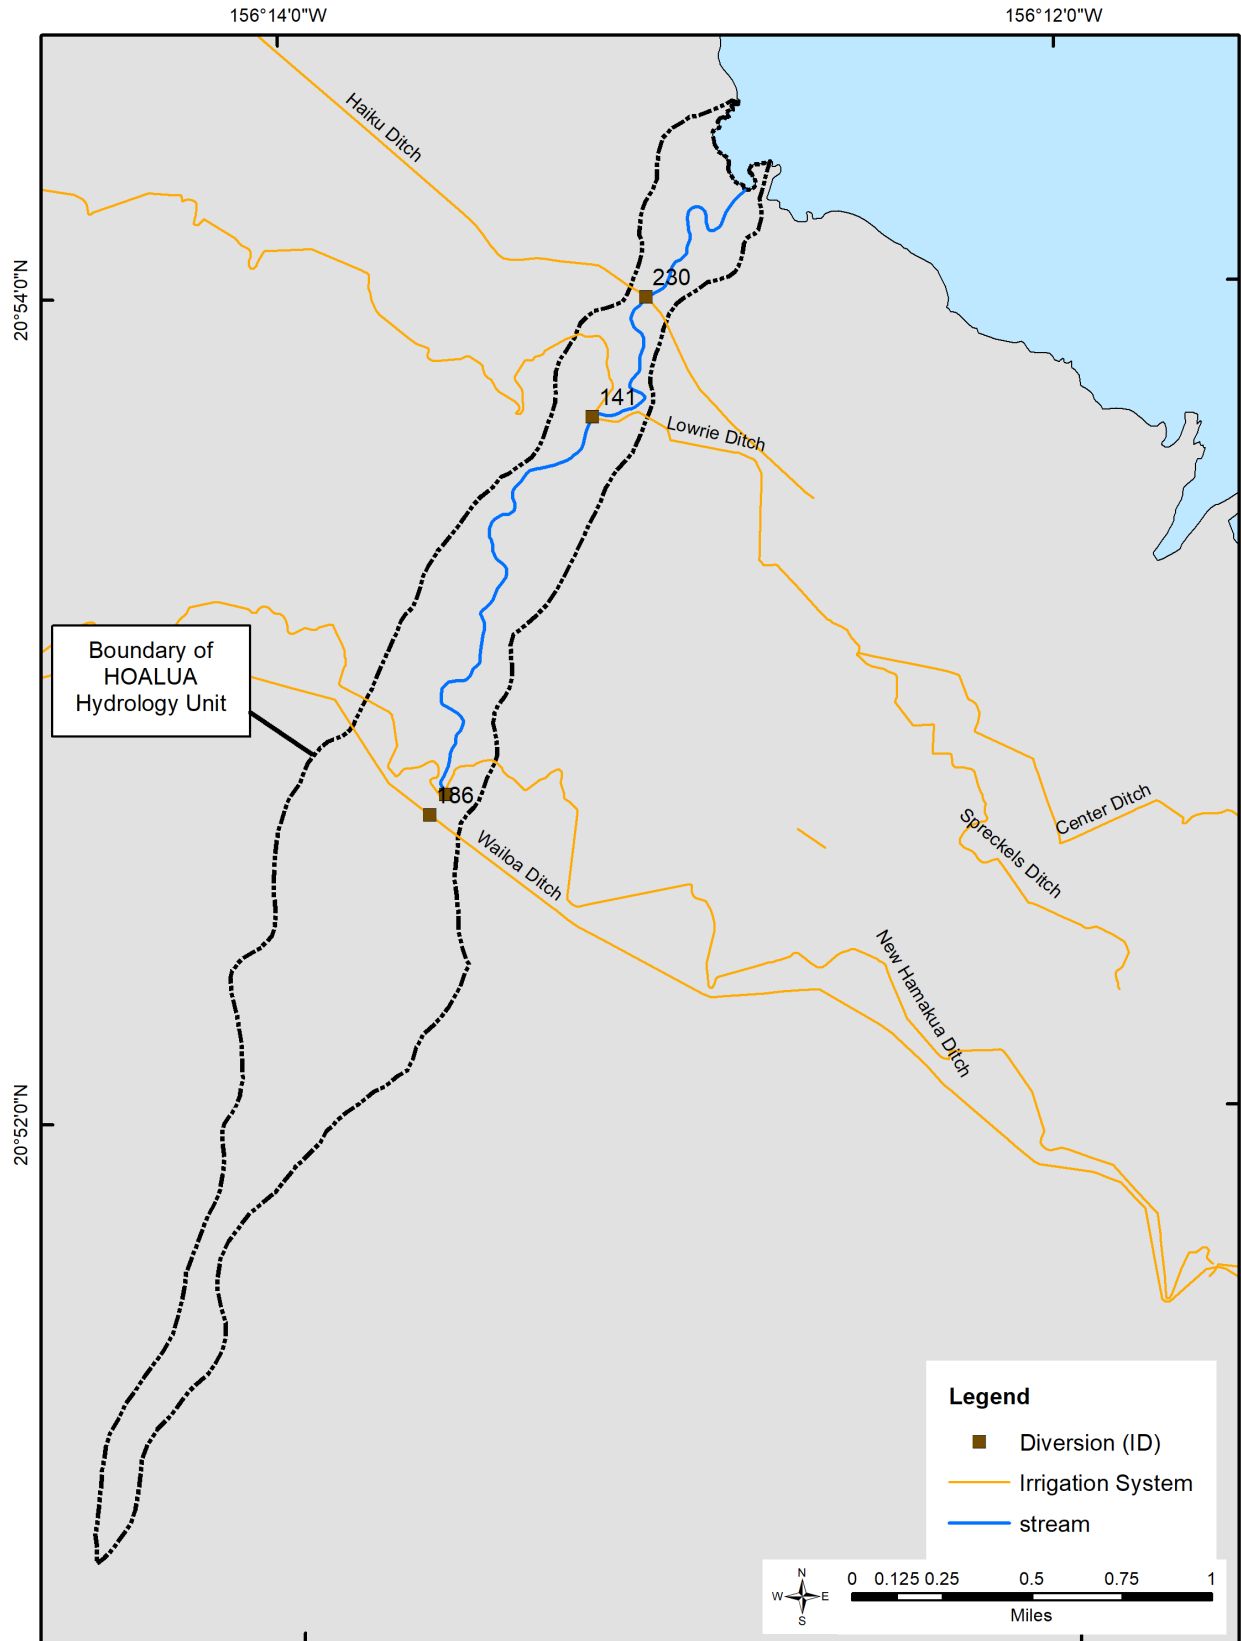 156°14'0"W
156°12'0"W
Haiku Ditch
20°54'0"N
230
141
Lowrie Ditch
Boundary of
HOALUA
Hydrology Unit
186
Wailoa Ditch
Center Ditch
Spreckels Ditch
New Hamakua Ditch
20°52'0"N
Legend
Diversion (ID)
Irrigation System
stream
N
W E
S
0 0.125 0.25 0.5 0.75 1
Miles